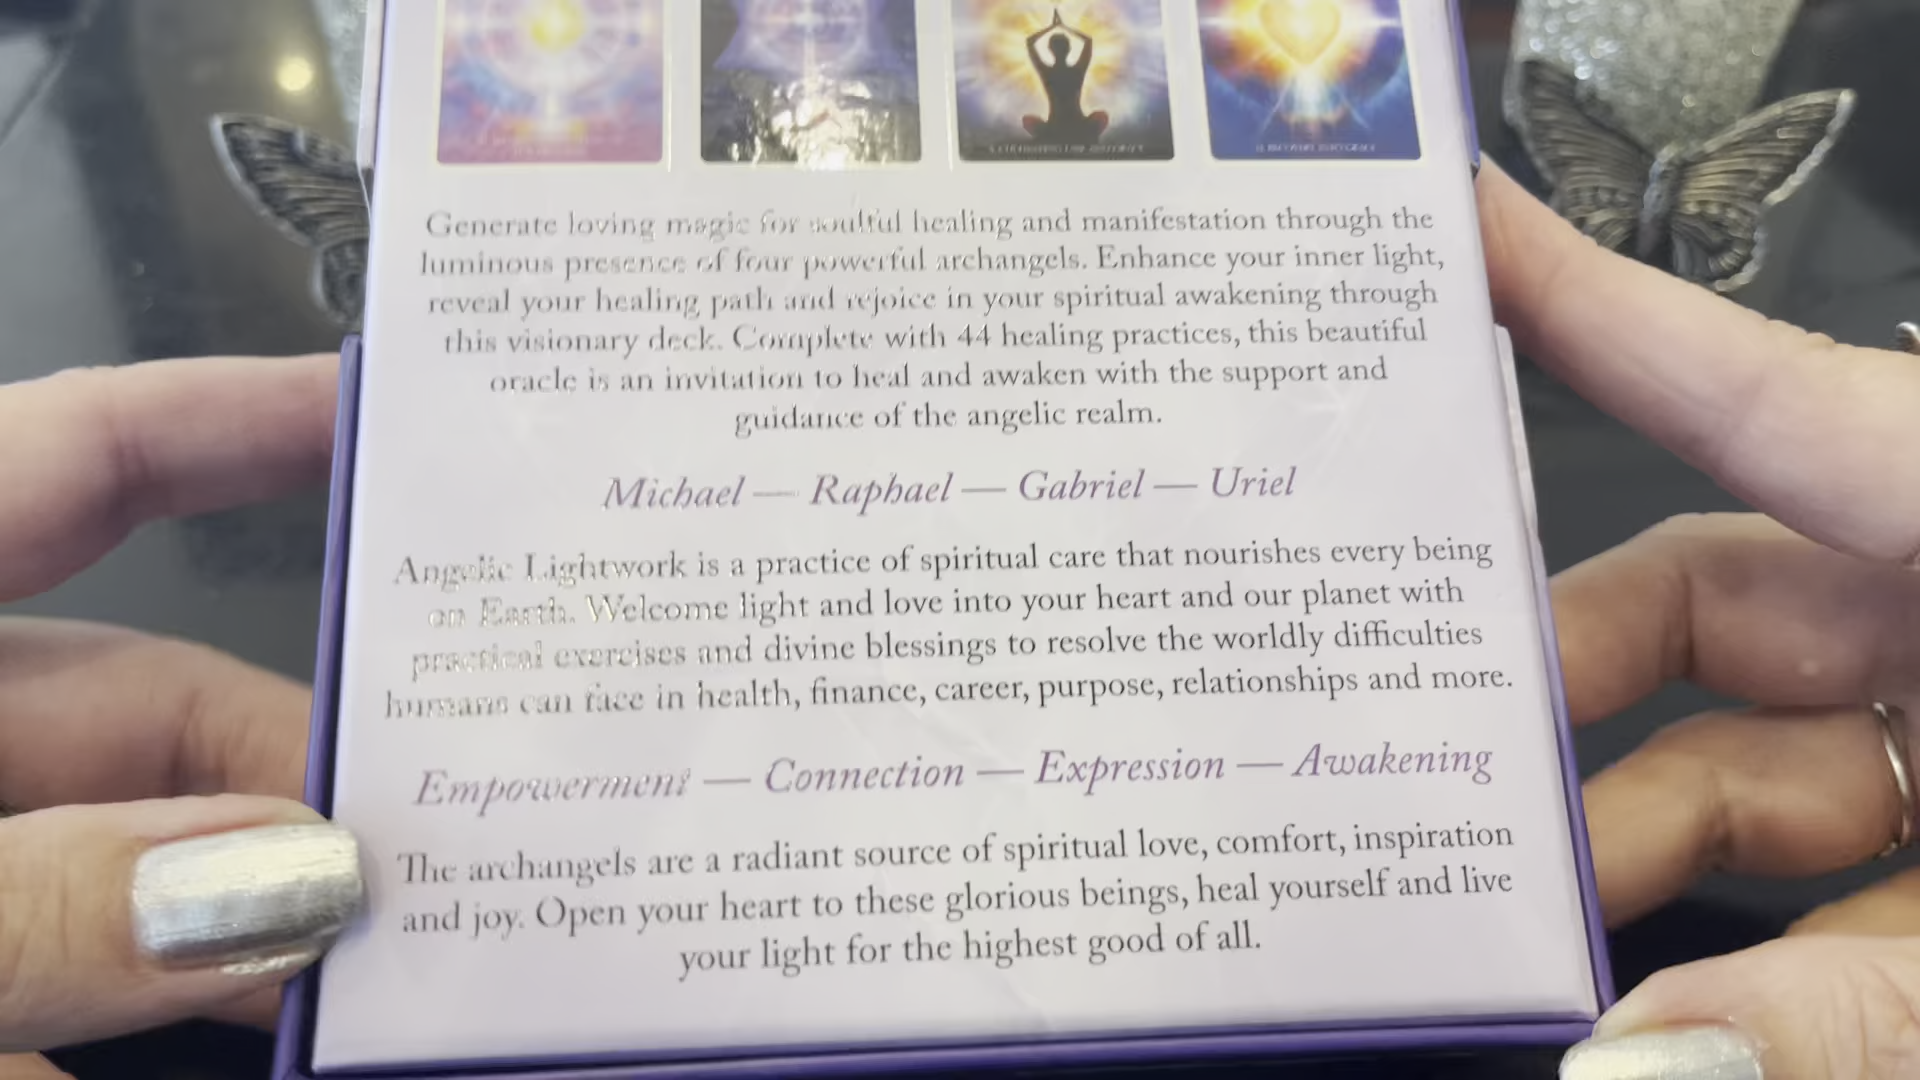 Generate loving magic for soulful healing and manifestation through the
luminous presence of four powerful archangels. Enhance your inner light,
reveal your healing path and rejoice in your spiritual awakening through
this visionary deck. Complete with 44 healing practices, this beautiful
oracle is an invitation to heal and awaken with the support and
guidance of the angelic realm.
Michael — Raphael — Gabriel — Uriel
Angelic Lightwork is a practice of spiritual care that nourishes every being
on Earth. Welcome light and love into your heart and our planet with
practical exercises and divine blessings to resolve the worldly difficulties
humans can face in health, finance, career, purpose, relationships and more.
Empowerment — Connection — Expression — Awakening
The archangels are a radiant source of spiritual love, comfort, inspiration
and joy. Open your heart to these glorious beings, heal yourself and live
your light for the highest good of all.